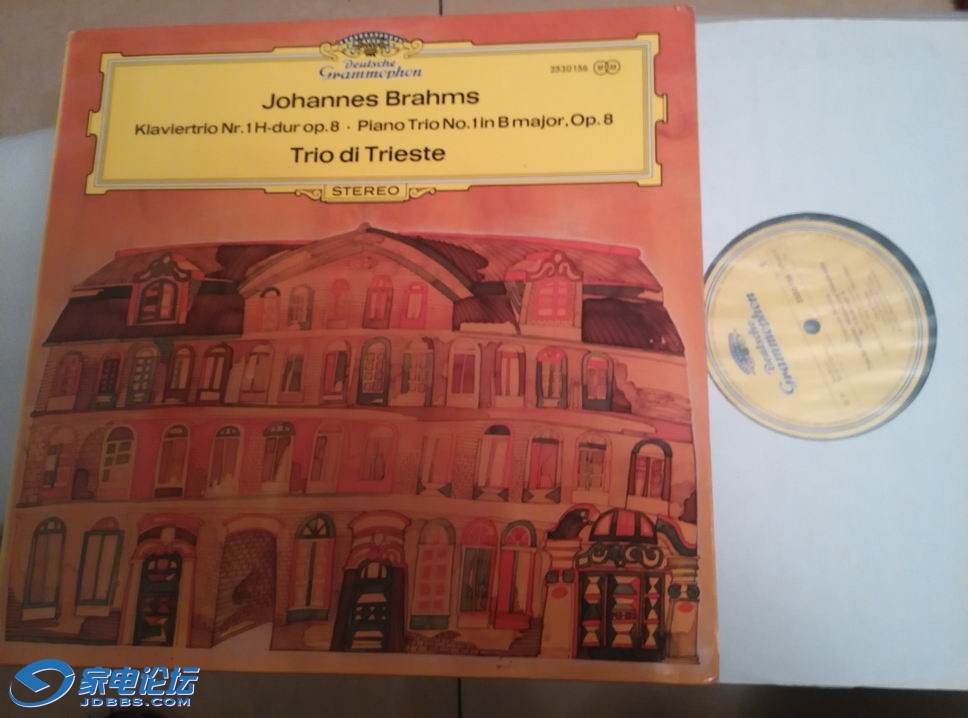 Deutsche
Grammophon
2530 156
33
Johannes Brahms
Klaviertrio Nr.1 H-dur op.8 · Piano Trio No.1 in B major, Op. 8
Trio di Trieste
STEREO
Deutsche
Grammophon
家电论坛
JDBBS.COM